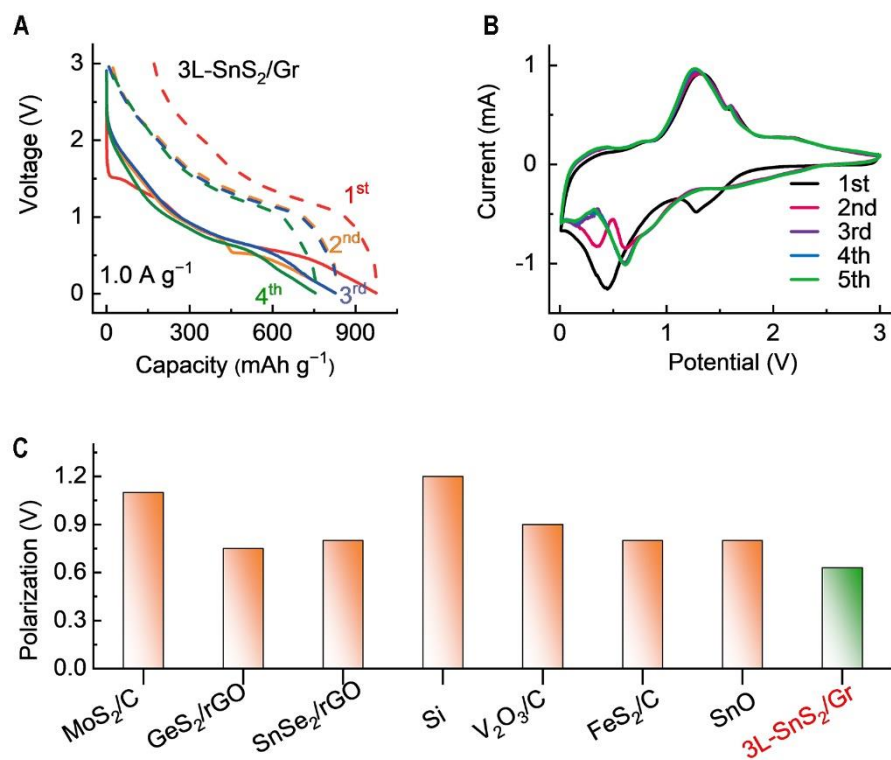 A
3L-SnS₂/Gr
3
2
1
0
Voltage (V)
1ˢᵗ
2ⁿᵈ
3ʳᵈ
4ᵗʰ
1.0 A g⁻¹
0 300 600 900
Capacity (mAh g⁻¹)
B
1
0
-1
Current (mA)
1st
2nd
3rd
4th
5th
0 1 2 3
Potential (V)
C
1.2
0.9
0.6
0.3
0.0
Polarization (V)
MoS₂/C
GeS₂/rGO
SnSe₂/rGO
Si
V₂O₃/C
FeS₂/C
SnO
3L-SnS₂/Gr